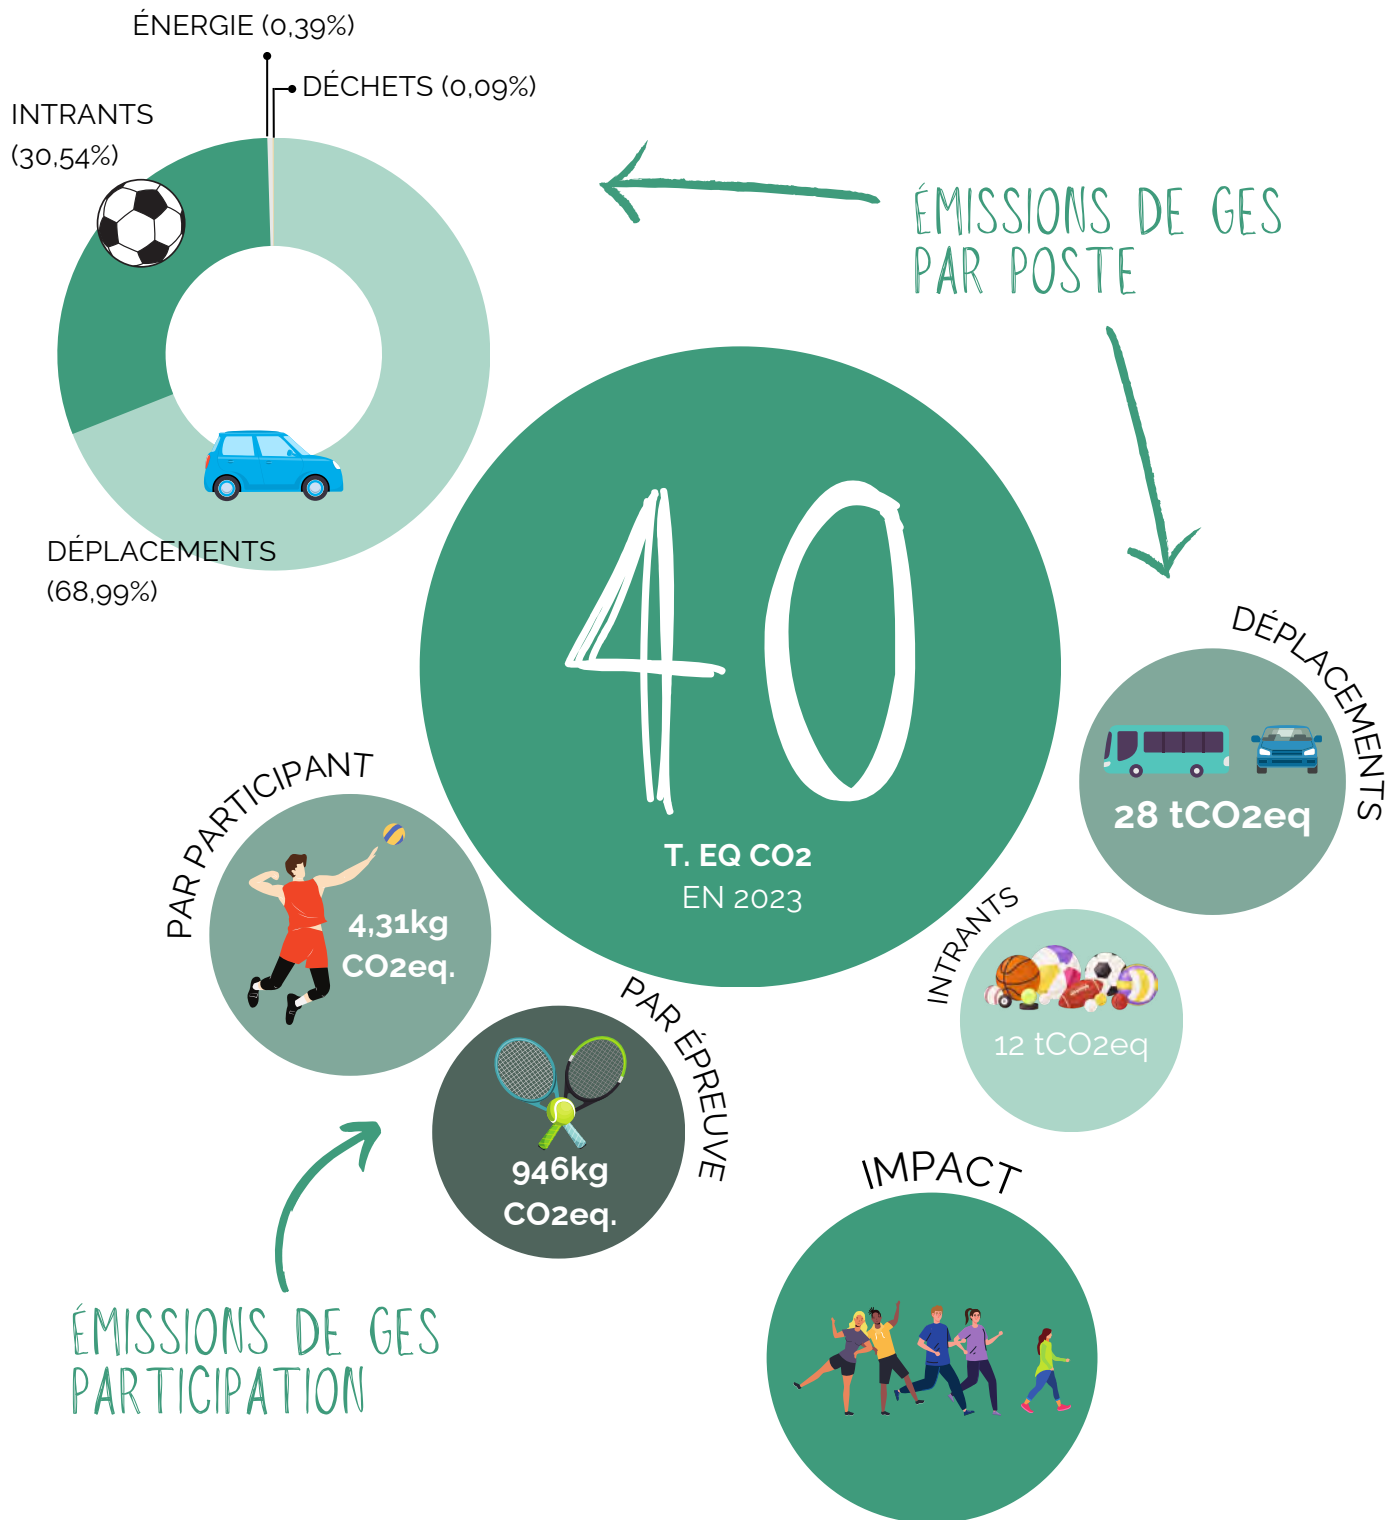 ÉNERGIE (0,39%)
DÉCHETS (0,09%)
INTRANTS
(30,54%)
ÉMISSIONS DE GES
PAR POSTE
DÉPLACEMENTS
(68,99%)
40
T. EQ CO2
EN 2023
DÉPLACEMENTS
28 tCO2eq
PAR PARTICIPANT
4,31kg
CO2eq.
INTRANTS
12 tCO2eq
PAR ÉPREUVE
946kg
CO2eq.
IMPACT
ÉMISSIONS DE GES
PARTICIPATION